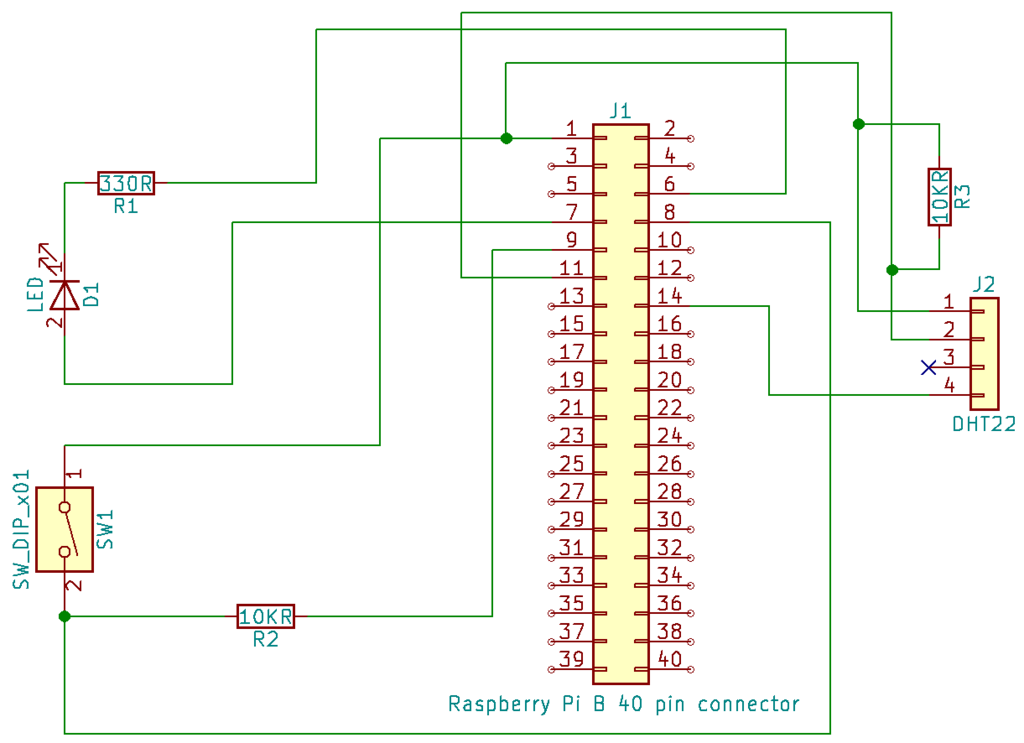 J1
1 2
3 4
5 6
7 8
9 10
11 12
13 14
15 16
17 18
19 20
21 22
23 24
25 26
27 28
29 30
31 32
33 34
35 36
37 38
39 40
Raspberry Pi B 40 pin connector
330R
R1
LED
1
2
D1
SW_DIP_x01
1
2
SW1
10KR
R2
10KR
R3
J2
1
2
3
4
DHT22